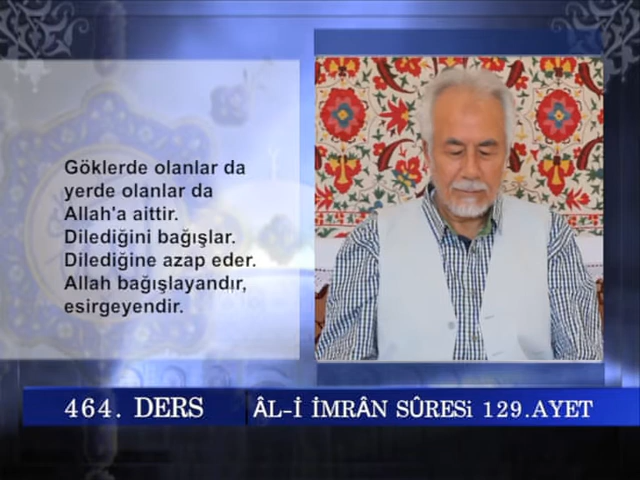 Göklerde olanlar da
yerde olanlar da
Allah'a aittir.
Dilediğini bağışlar.
Dilediğine azap eder.
Allah bağışlayandır,
esirgeyendir.
464. DERS
ÂL-İ İMRÂN SÛRESi 129.AYET